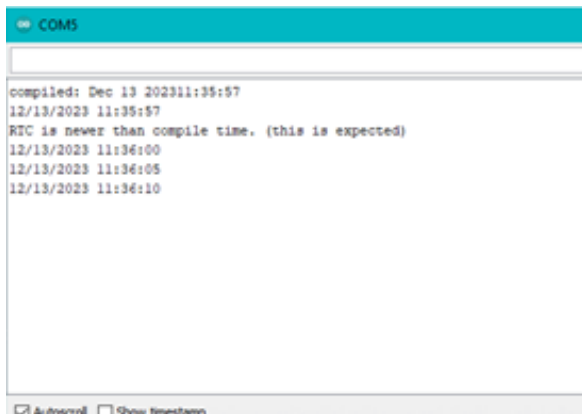 COM5
compiled: Dec 13 202311:35:57
12/13/2023 11:35:57
RTC is newer than compile time. (this is expected)
12/13/2023 11:36:00
12/13/2023 11:36:05
12/13/2023 11:36:10
Autoscroll Show timestamp